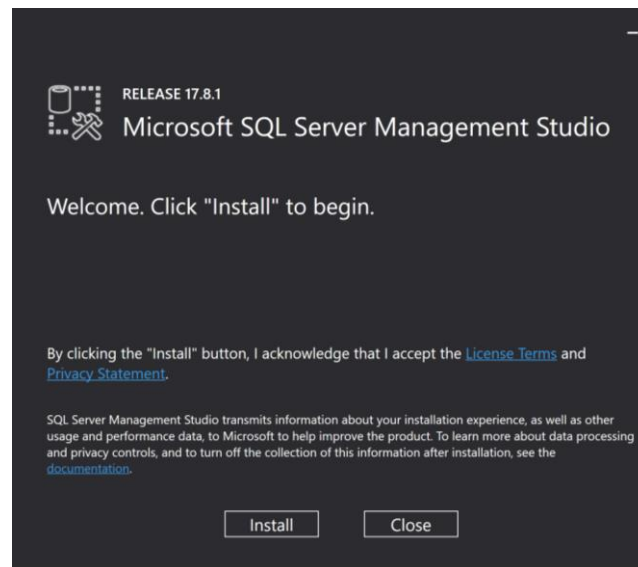 RELEASE 17.8.1
Microsoft SQL Server Management Studio
Welcome. Click "Install" to begin.
By clicking the "Install" button, I acknowledge that I accept the License Terms and
Privacy Statement.
SQL Server Management Studio transmits information about your installation experience, as well as other
usage and performance data, to Microsoft to help improve the product. To learn more about data processing
and privacy controls, and to turn off the collection of this information after installation, see the
documentation.
Install Close